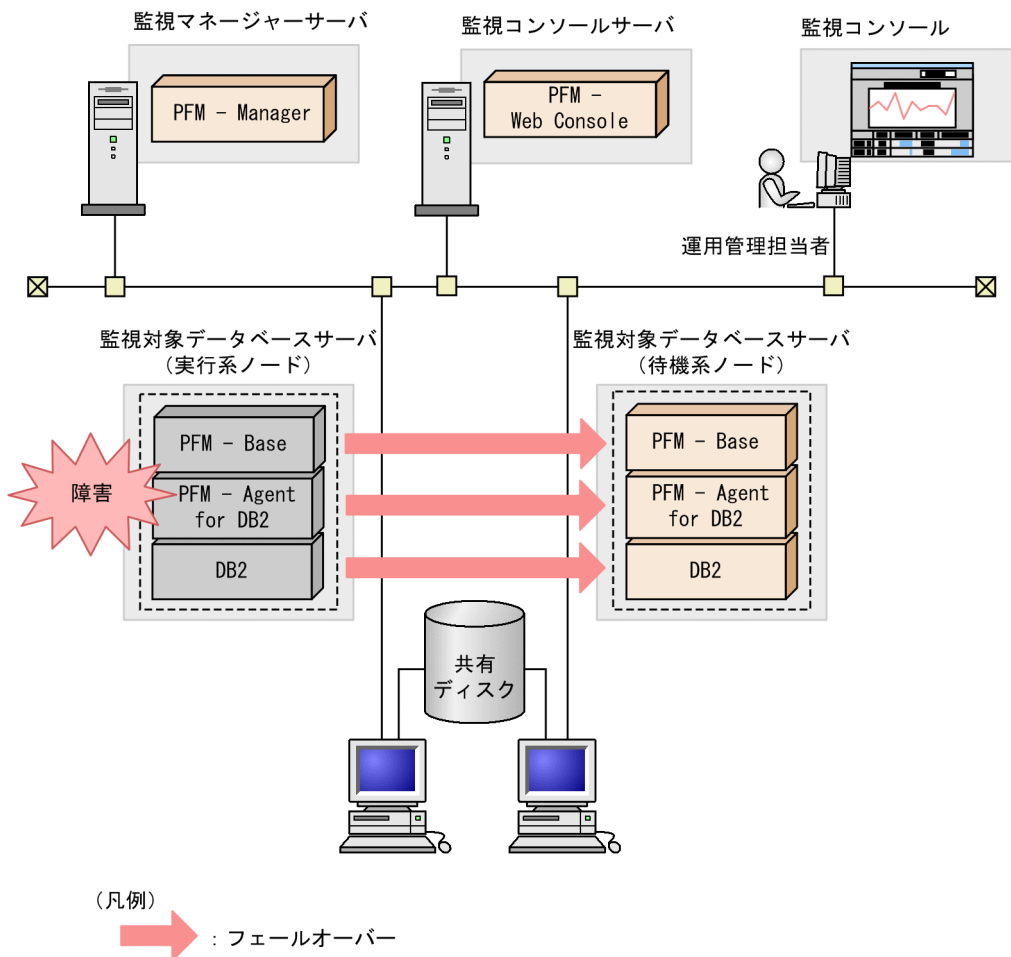 監視マネージャーサーバ
監視コンソールサーバ
監視コンソール
PFM － Manager
PFM －
Web Console
運用管理担当者
監視対象データベースサーバ
（実行系ノード）
監視対象データベースサーバ
（待機系ノード）
PFM － Base
PFM － Agent
for DB2
DB2
障害
PFM － Base
PFM － Agent
for DB2
DB2
共有
ディスク
（凡例）
：フェールオーバー